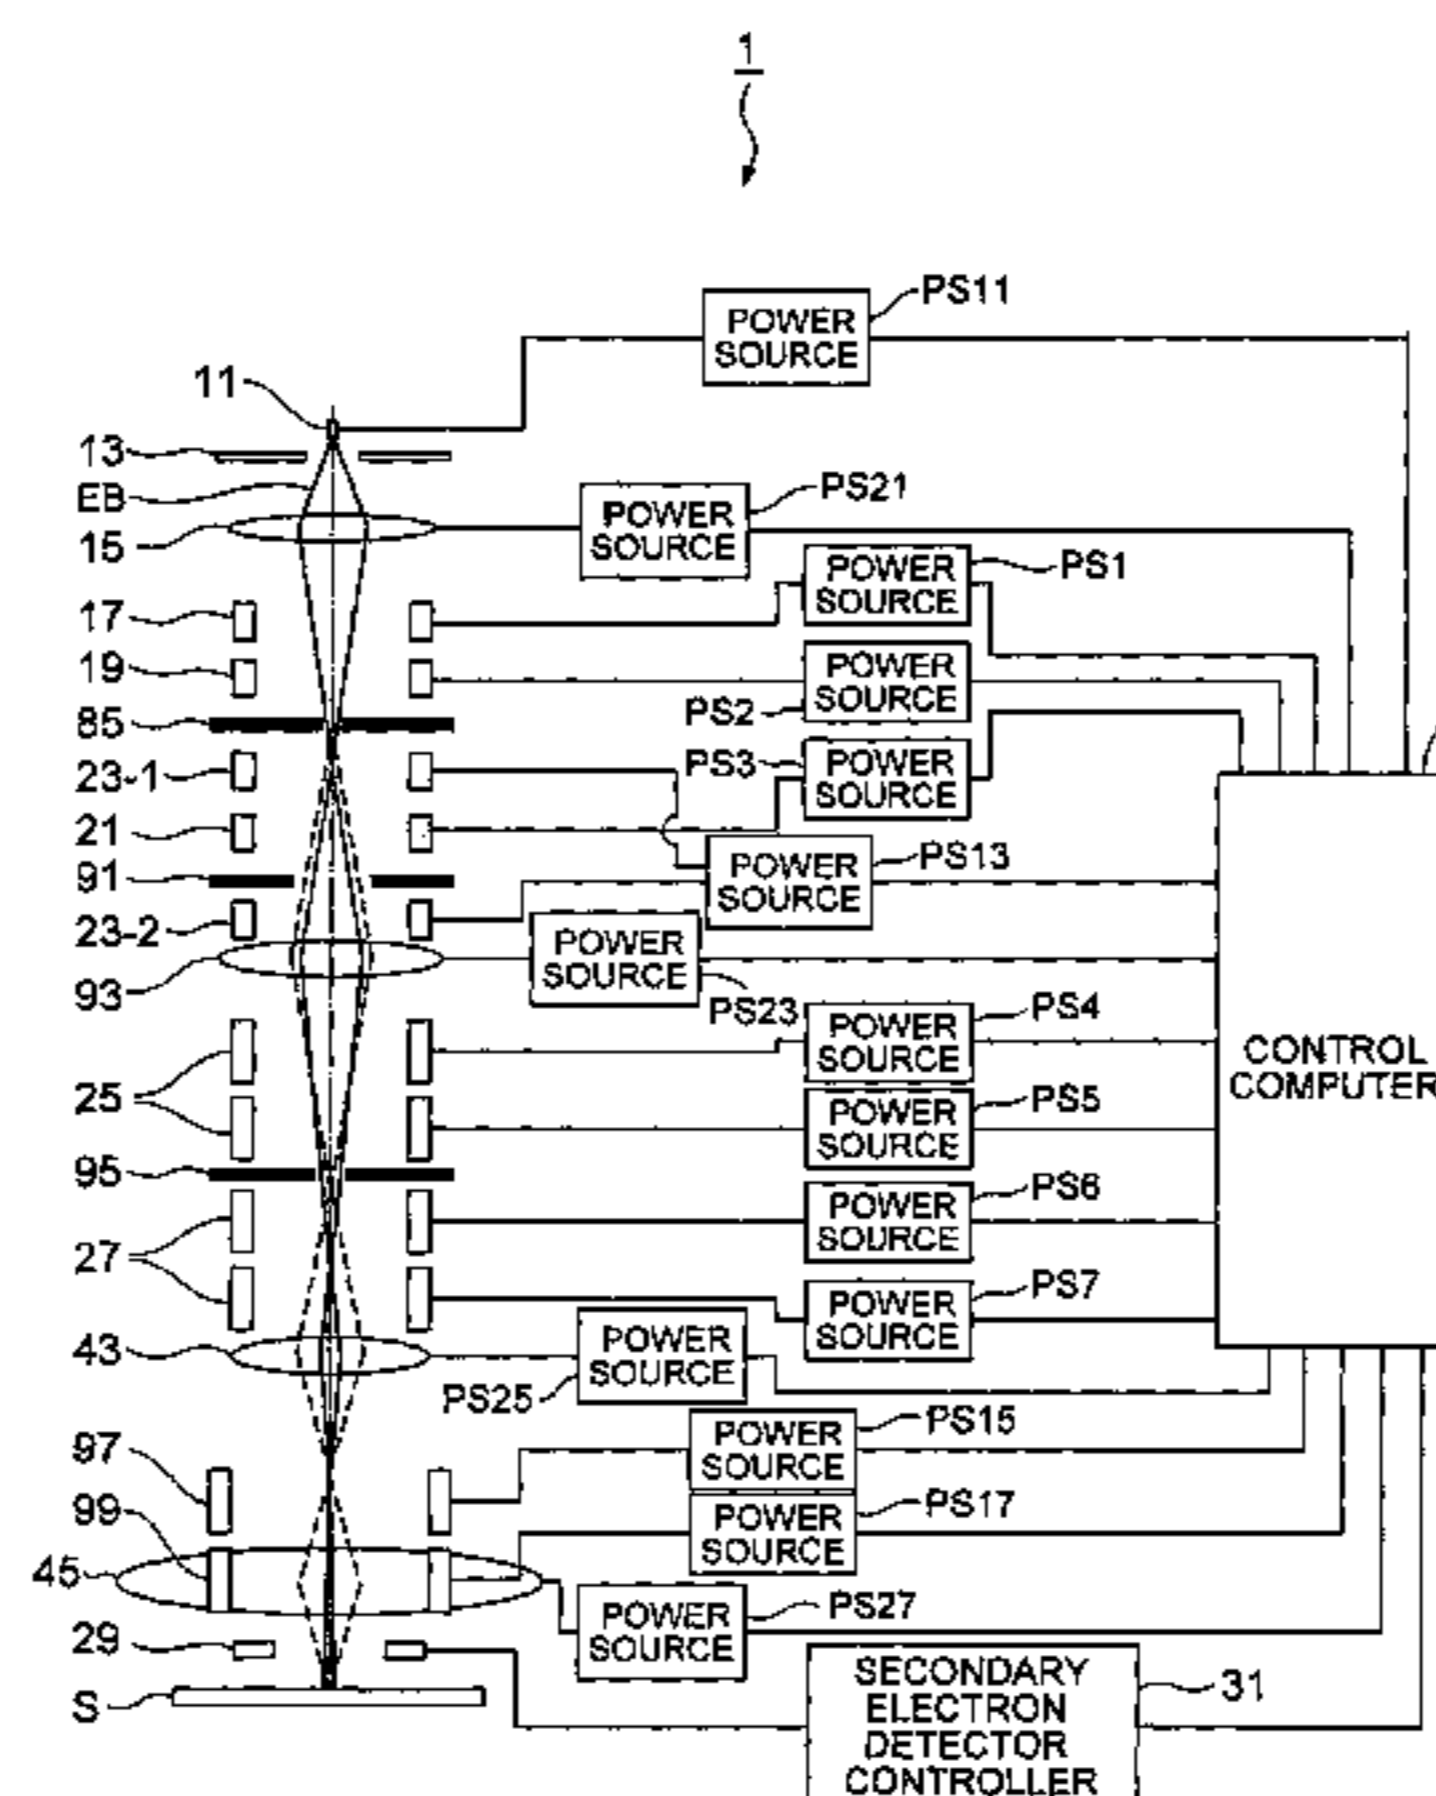 1
POWER
SOURCE
PS11
11
13
EB
15
POWER
SOURCE
PS21
17
POWER
SOURCE
PS1
19
POWER
SOURCE
PS2
85
23-1
PS3
POWER
SOURCE
21
POWER
SOURCE
PS13
91
23-2
POWER
SOURCE
PS23
93
POWER
SOURCE
PS4
CONTROL
COMPUTER
25
POWER
SOURCE
PS5
95
POWER
SOURCE
PS6
27
POWER
SOURCE
PS7
43
POWER
SOURCE
PS25
POWER
SOURCE
PS15
97
99
POWER
SOURCE
PS17
45
POWER
SOURCE
PS27
29
S
SECONDARY
ELECTRON
DETECTOR
CONTROLLER
31